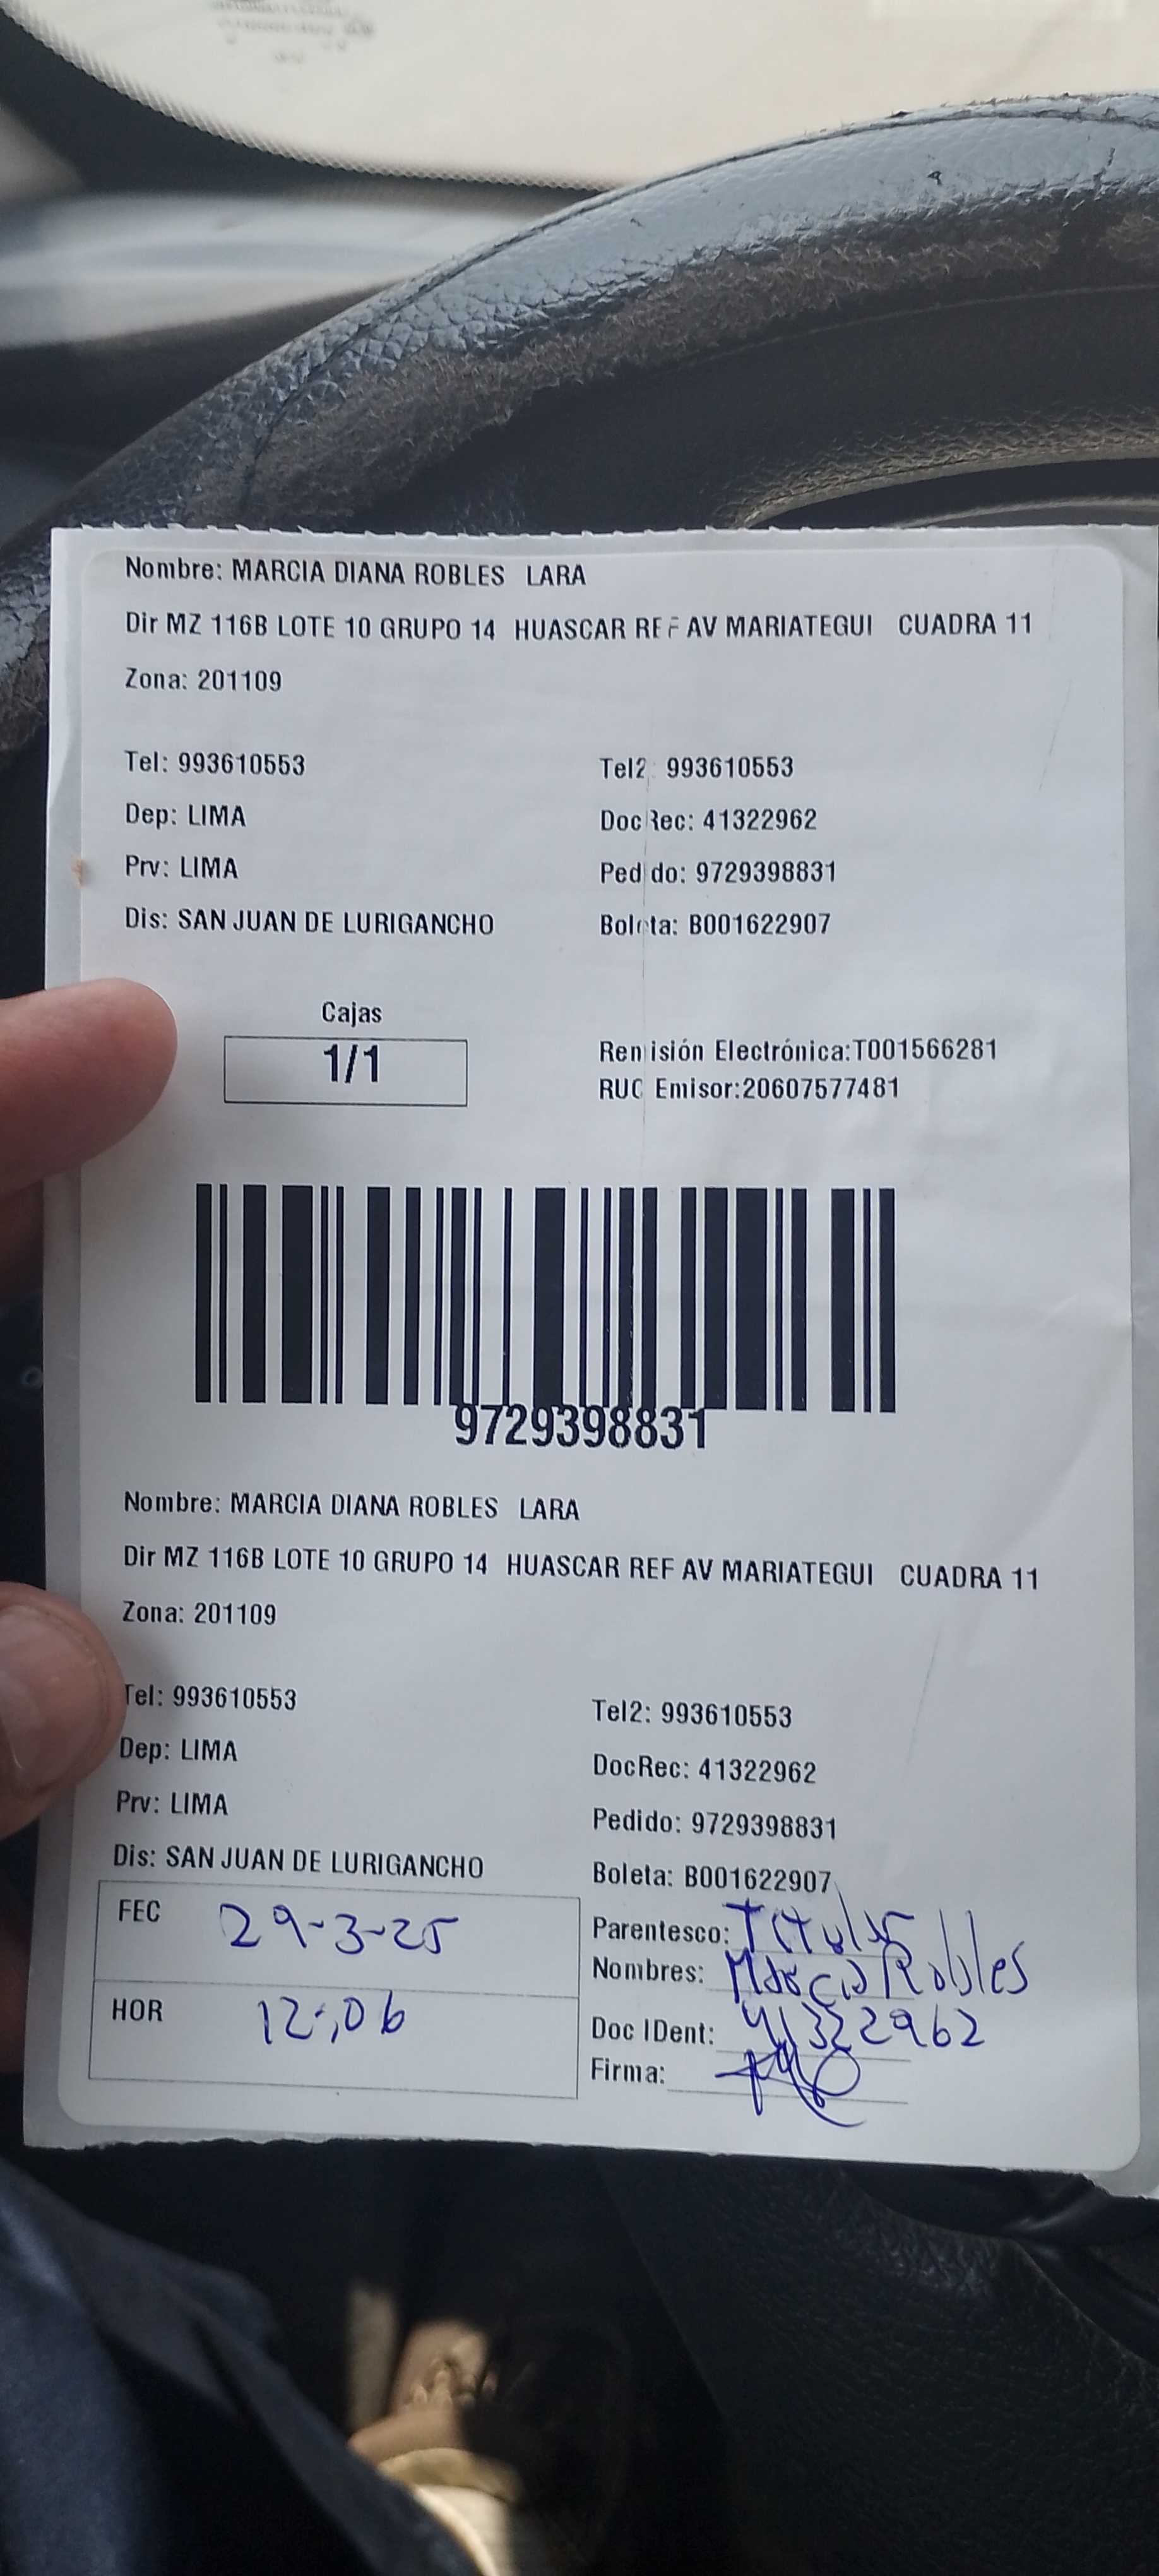 Nombre: MARCIA DIANA ROBLES LARA
Dir MZ 116B LOTE 10 GRUPO 14 HUASCAR REF AV MARIATEGUI CUADRA 11
Zona: 201109
Tel: 993610553 Tel2 993610553
Dep: LIMA DocRec: 41322962
Prv: LIMA Pedido: 9729398831
Dis: SAN JUAN DE LURIGANCHO Boleta: B001622907
Cajas
1/1
Remisión Electrónica:T001566281
RUC Emisor:20607577481
9729398831
Nombre: MARCIA DIANA ROBLES LARA
Dir MZ 116B LOTE 10 GRUPO 14 HUASCAR REF AV MARIATEGUI CUADRA 11
Zona: 201109
Tel: 993610553 Tel2: 993610553
Dep: LIMA DocRec: 41322962
Prv: LIMA Pedido: 9729398831
Dis: SAN JUAN DE LURIGANCHO Boleta: B001622907
FEC 29-3-25 Parentesco: Titular
Nombres: Marcia Robles
HOR 12:06 Doc IDent: 41322962
Firma: